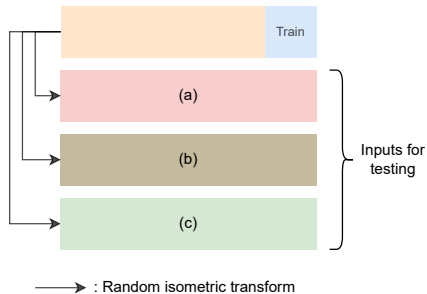 Train
(a)
(b)
(c)
Inputs for
testing
: Random isometric transform